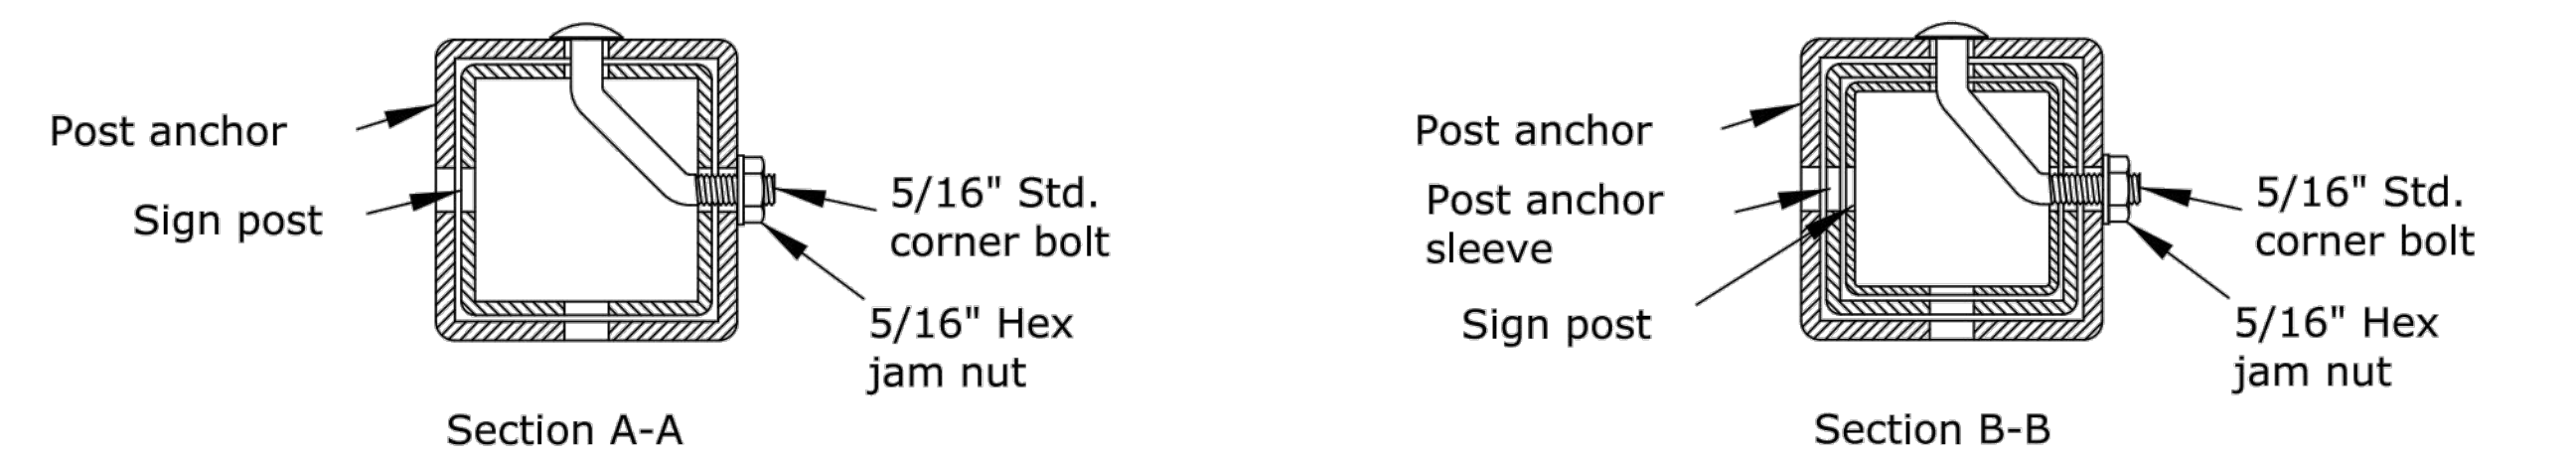 Post anchor
Sign post
5/16" Std.
corner bolt
5/16" Hex
jam nut
Section A-A
Post anchor
Post anchor
sleeve
Sign post
5/16" Std.
corner bolt
5/16" Hex
jam nut
Section B-B